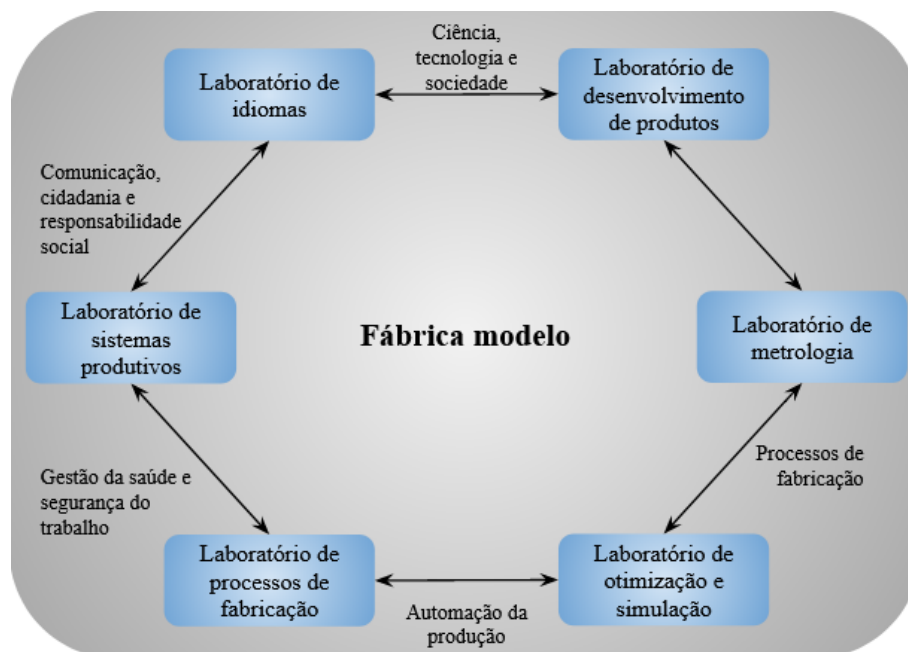 Ciência,
tecnologia e
sociedade
Laboratório de
idiomas
Laboratório de
desenvolvimento
de produtos
Comunicação,
cidadania e
responsabilidade
social
Laboratório de
sistemas
produtivos
Fábrica modelo
Laboratório de
metrologia
Gestão da saúde e
segurança do
trabalho
Processos de
fabricação
Laboratório de
processos de
fabricação
Automação da
produção
Laboratório de
otimização e
simulação